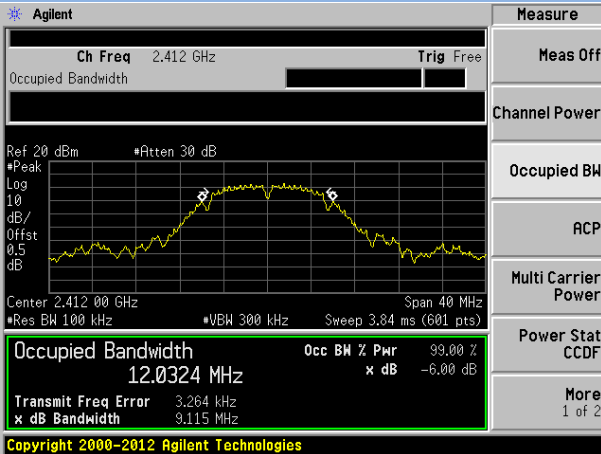 Agilent
Measure
Ch Freq 2.412 GHz Trig Free
Occupied Bandwidth
Meas Off
Channel Power
Occupied BW
ACP
Multi Carrier
Power
Power Stat
CCDF
More
1 of 2
Ref 20 dBm #Atten 30 dB
#Peak
Log
10
dB/
Offst
0.5
dB
Center 2.412 00 GHz Span 40 MHz
#Res BW 100 kHz #VBW 300 kHz Sweep 3.84 ms (601 pts)
Occupied Bandwidth Occ BW % Pwr 99.00 %
12.0324 MHz x dB -6.00 dB
Transmit Freq Error 3.264 kHz
x dB Bandwidth 9.115 MHz
Copyright 2000-2012 Agilent Technologies